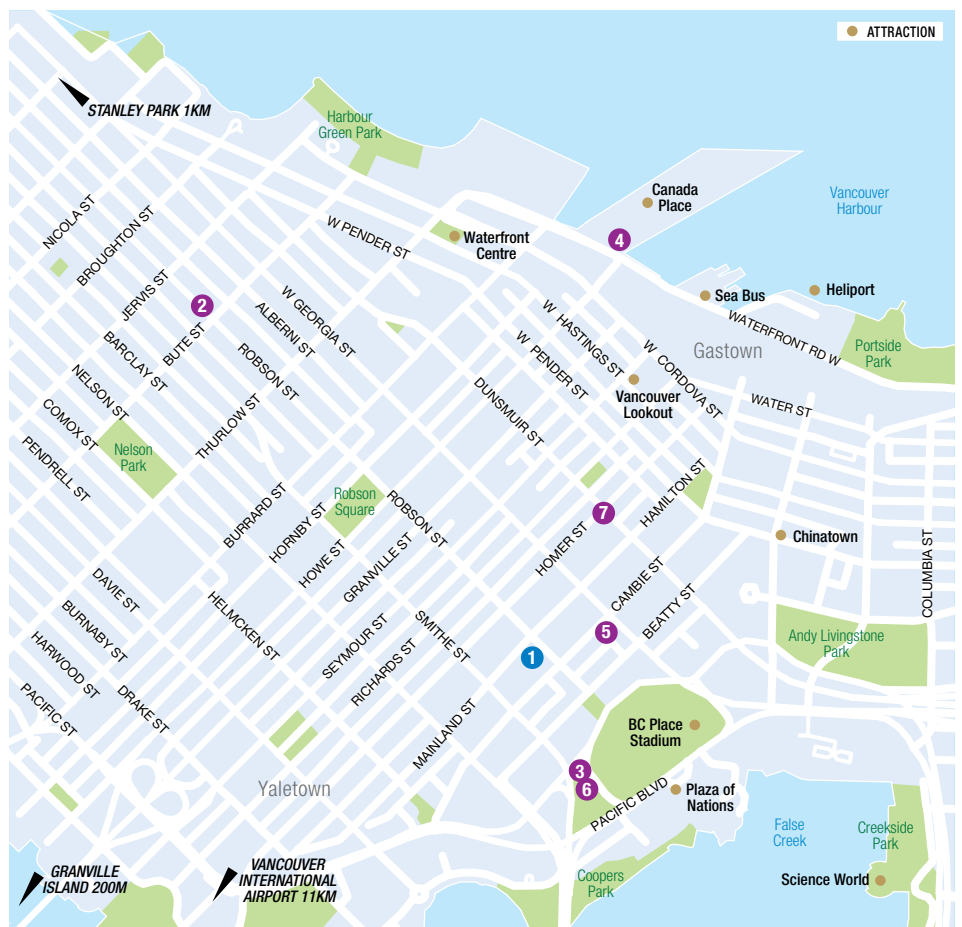 ATTRACTION
STANLEY PARK 1KM
Harbour
Green Park
Canada
Place
Vancouver
Harbour
NICOLA ST
BROUGHTON ST
W PENDER ST
Waterfront
Centre
4
JERVIS ST
2
W GEORGIA ST
ALBERNI ST
Sea Bus
Heliport
WATERFRONT RD W
BARCLAY ST
BUTE ST
ROBSON ST
W HASTINGS ST
W PENDER ST
W CORDOVA ST
Gastown
Portside
Park
NELSON ST
COMOX ST
PENDRELL ST
Nelson
Park
THURLOW ST
DUNSMUIR ST
Vancouver
Lookout
WATER ST
BURRARD ST
HORNBY ST
HOWE ST
Robson
Square
ROBSON ST
GRANVILLE ST
HOMER ST
7
HAMILTON ST
Chinatown
COLUMBIA ST
DAVIE ST
BURNABY ST
HARWOOD ST
PACIFIC ST
DRAKE ST
HELMCKEN ST
SEYMOUR ST
RICHARDS ST
SMITHE ST
CAMBIE ST
BEATTY ST
5
1
Andy Livingstone
Park
MAINLAND ST
BC Place
Stadium
3
6
Yaletown
PACIFIC BLVD
Plaza of
Nations
False
Creek
Creekside
Park
GRANVILLE
ISLAND 200M
VANCOUVER
INTERNATIONAL
AIRPORT 11KM
Coopers
Park
Science World